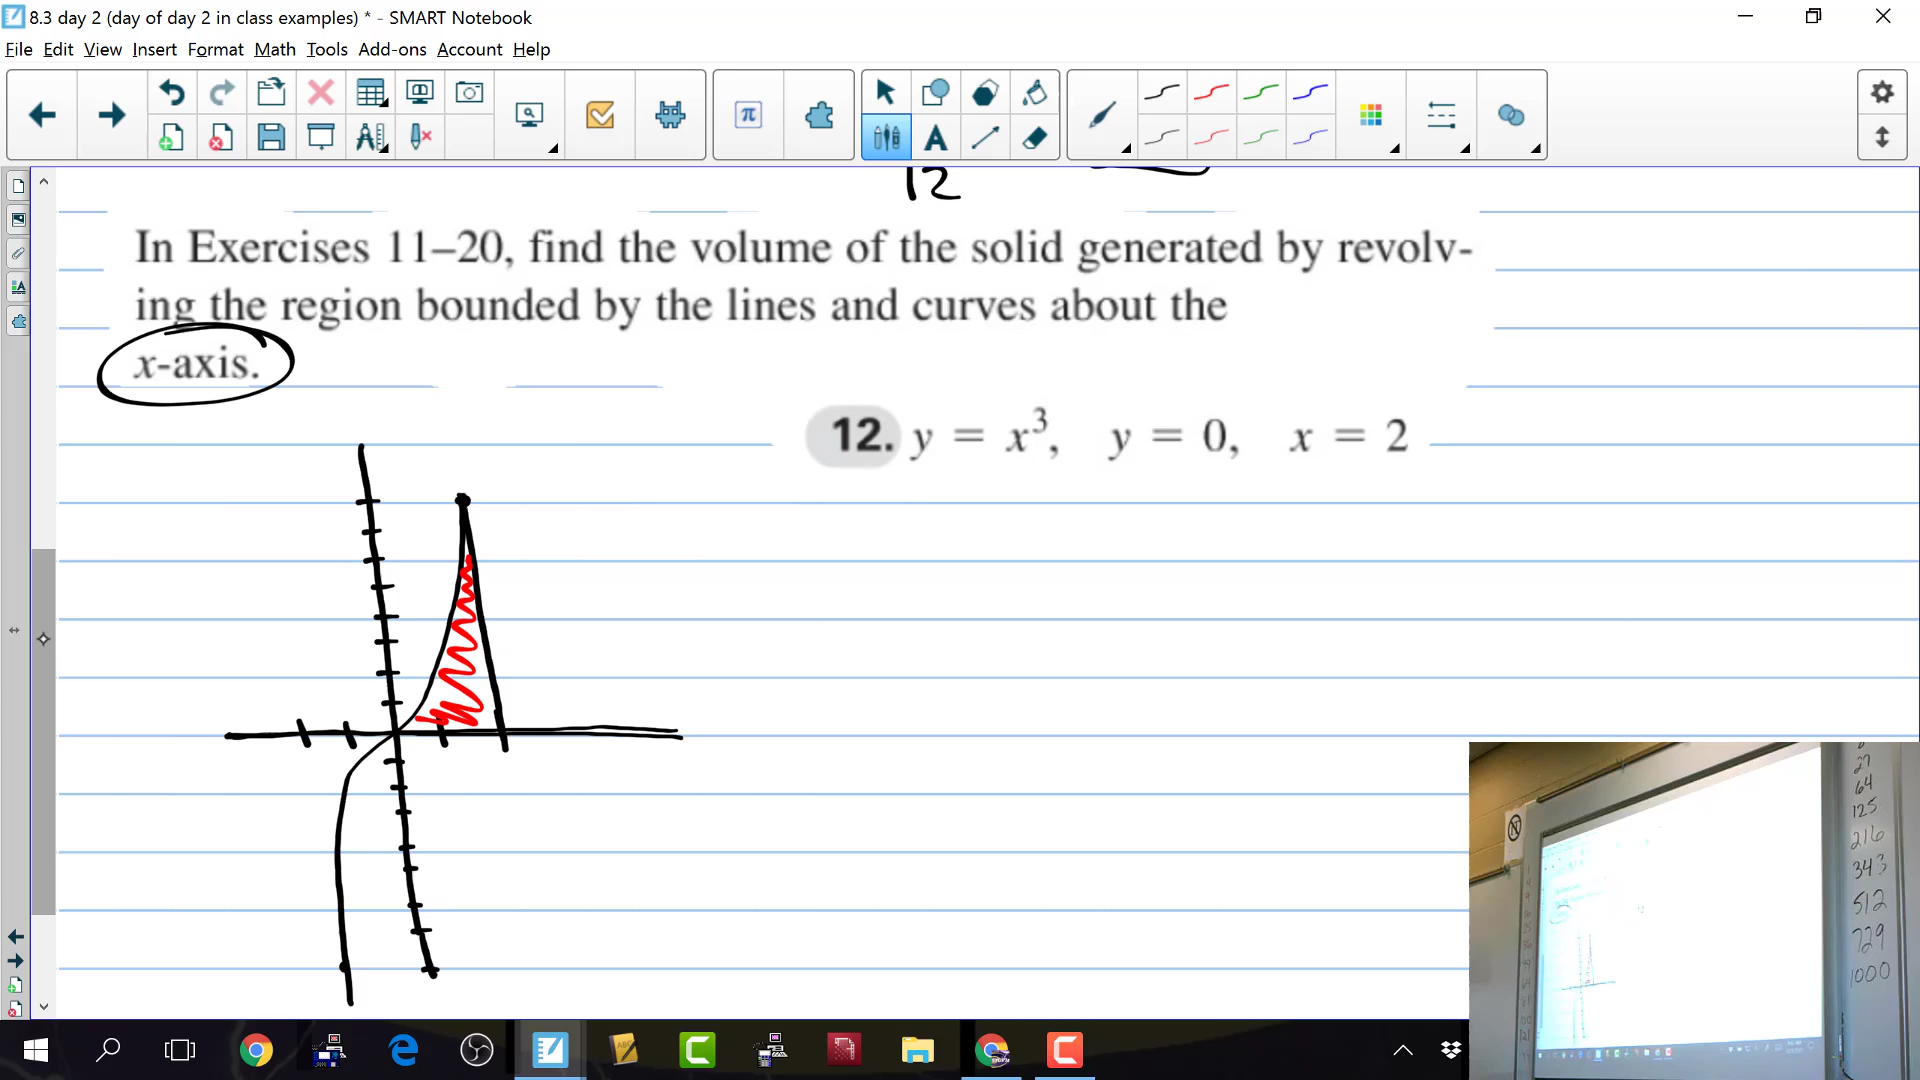 8.3 day 2 (day of day 2 in class examples) * - SMART Notebook
File Edit View Insert Format Math Tools Add-ons Account Help
12
In Exercises 11–20, find the volume of the solid generated by revolv-
ing the region bounded by the lines and curves about the
x-axis.
12. y = x³, y = 0, x = 2
27
64
125
216
343
512
729
1000